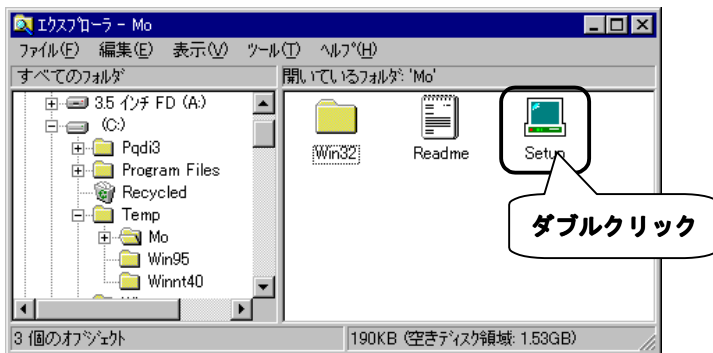 ｴｸｽﾌﾟﾛｰﾗ - Mo
ﾌｧｲﾙ(F) 編集(E) 表示(V) ﾂｰﾙ(T) ﾍﾙﾌﾟ(H)
すべてのﾌｫﾙﾀﾞ
開いているﾌｫﾙﾀﾞ: 'Mo'
3.5 ｲﾝﾁ FD (A:)
(C:)
Pqdi3
Program Files
Recycled
Temp
Mo
Win95
Winnt40
Win32
Readme
Setup
ダブルクリック
3 個のｵﾌﾞｼﾞｪｸﾄ
190KB (空きﾃﾞｨｽｸ領域: 1.53GB)